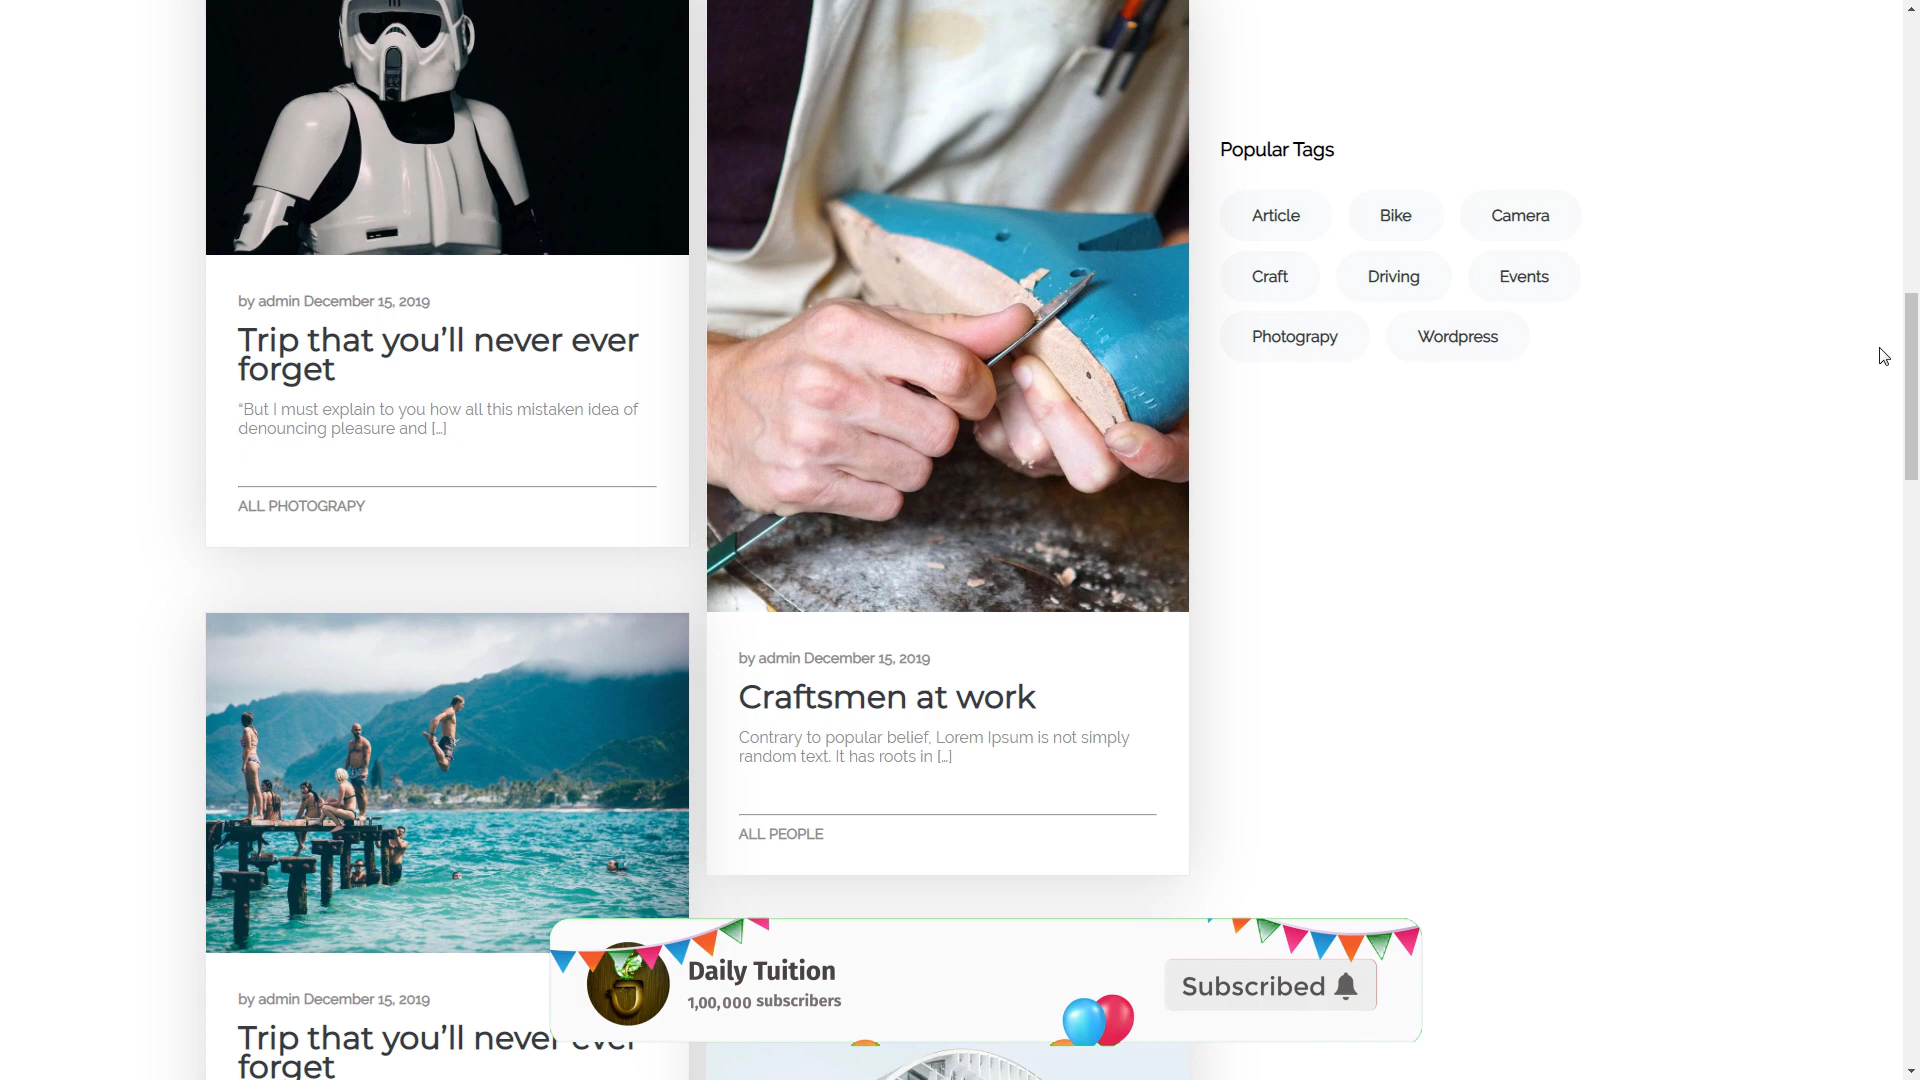 by admin December 15, 2019
Trip that you'll never ever
forget
“But I must explain to you how all this mistaken idea of
denouncing pleasure and [...]
ALL PHOTOGRAPY
by admin December 15, 2019
Trip that you'll never ever
forget
by admin December 15, 2019
Craftsmen at work
Contrary to popular belief, Lorem Ipsum is not simply
random text. It has roots in [...]
ALL PEOPLE
Popular Tags
Article Bike Camera
Craft Driving Events
Photograpy Wordpress
Daily Tuition
1,00,000 subscribers
Subscribed